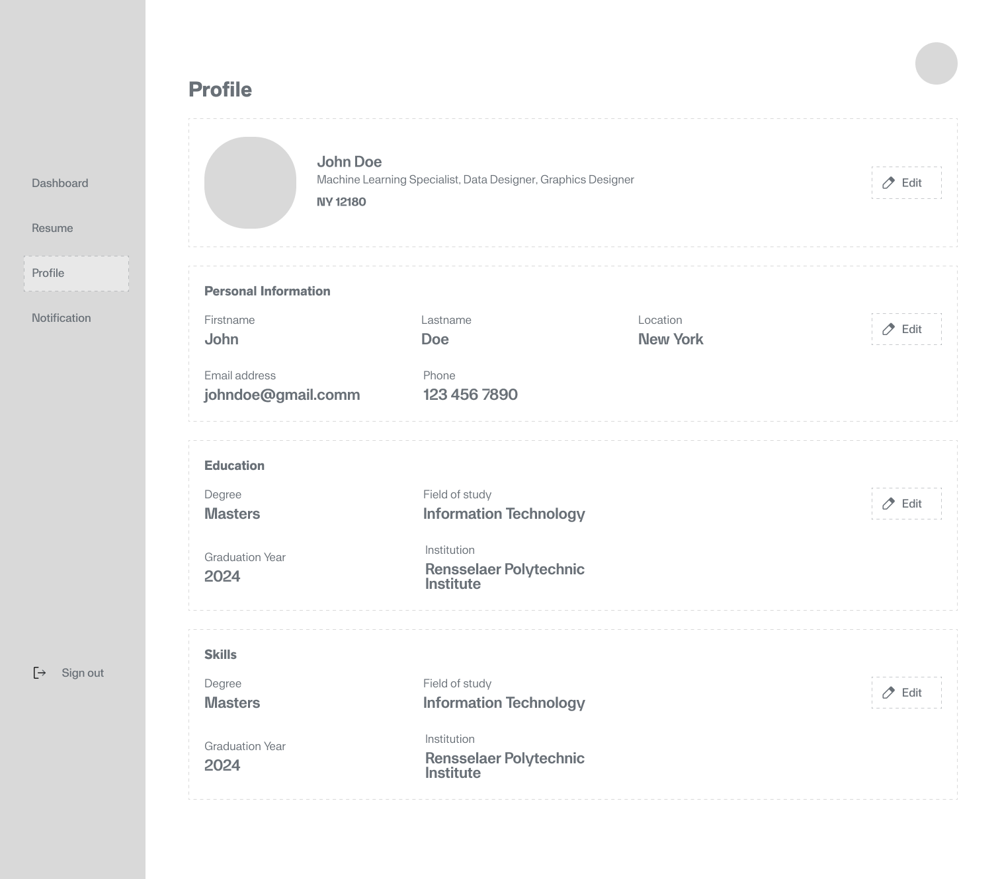 Dashboard
Resume
Profile
Notification
Sign out
Profile
John Doe
Machine Learning Specialist, Data Designer, Graphics Designer
NY 12180
Edit
Personal Information
Firstname
John
Lastname
Doe
Location
New York
Edit
Email address
johndoe@gmail.comm
Phone
123 456 7890
Education
Degree
Masters
Field of study
Information Technology
Edit
Graduation Year
2024
Institution
Rensselaer Polytechnic
Institute
Skills
Degree
Masters
Field of study
Information Technology
Edit
Graduation Year
2024
Institution
Rensselaer Polytechnic
Institute